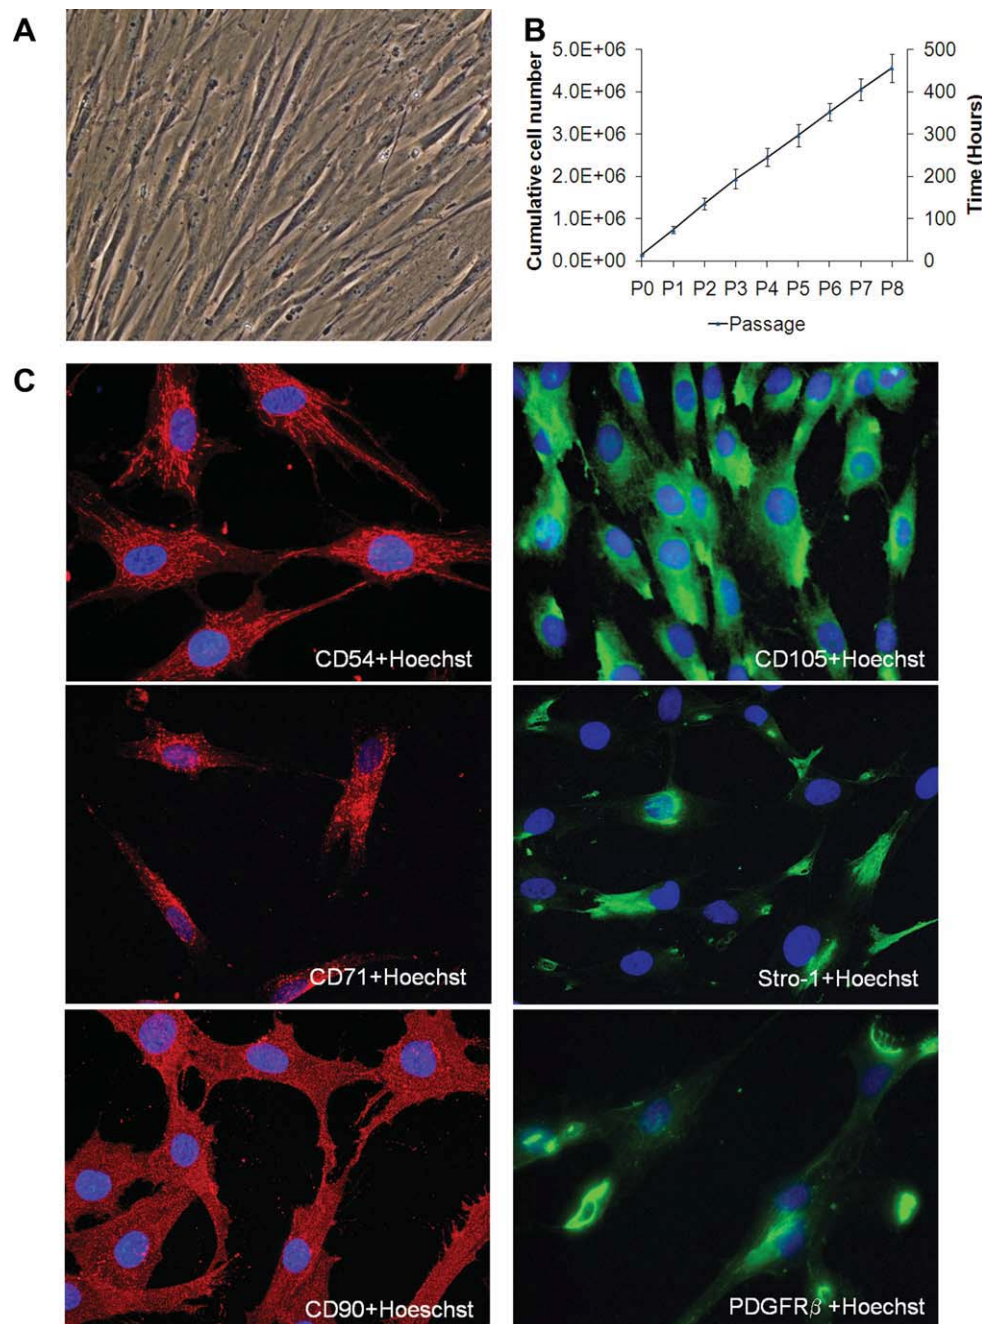 A
B
Cumulative cell number
5.0E+06
4.0E+06
3.0E+06
2.0E+06
1.0E+06
0.0E+00
500
400
300
200
100
0
Time (Hours)
P0 P1 P2 P3 P4 P5 P6 P7 P8
Passage
C
CD54+Hoechst
CD105+Hoechst
CD71+Hoechst
Stro-1+Hoechst
CD90+Hoeschst
PDGFRβ +Hoechst